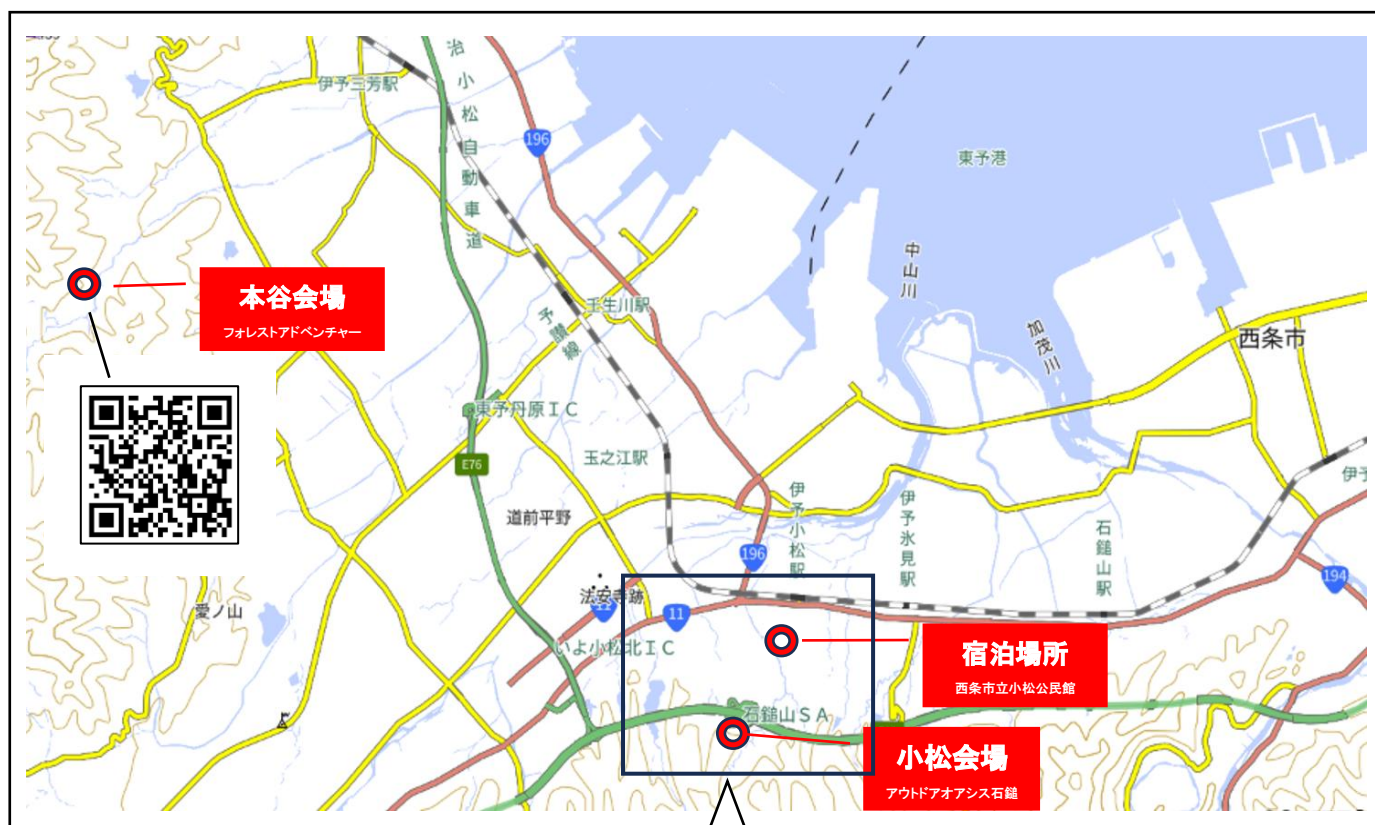 伊予三芳駅
今治小松自動車道
196
東予港
中山川
加茂川
西条市
本谷会場
フォレストアドベンチャー
壬生川駅
予讃線
東予丹原IC
E76
玉之江駅
道前平野
伊予小松駅
伊予氷見駅
石鎚山駅
196
194
法安寺跡
11
11
愛ノ山
いよ小松北IC
宿泊場所
西条市立小松公民館
石鎚山SA
小松会場
アウトドアオアシス石鎚